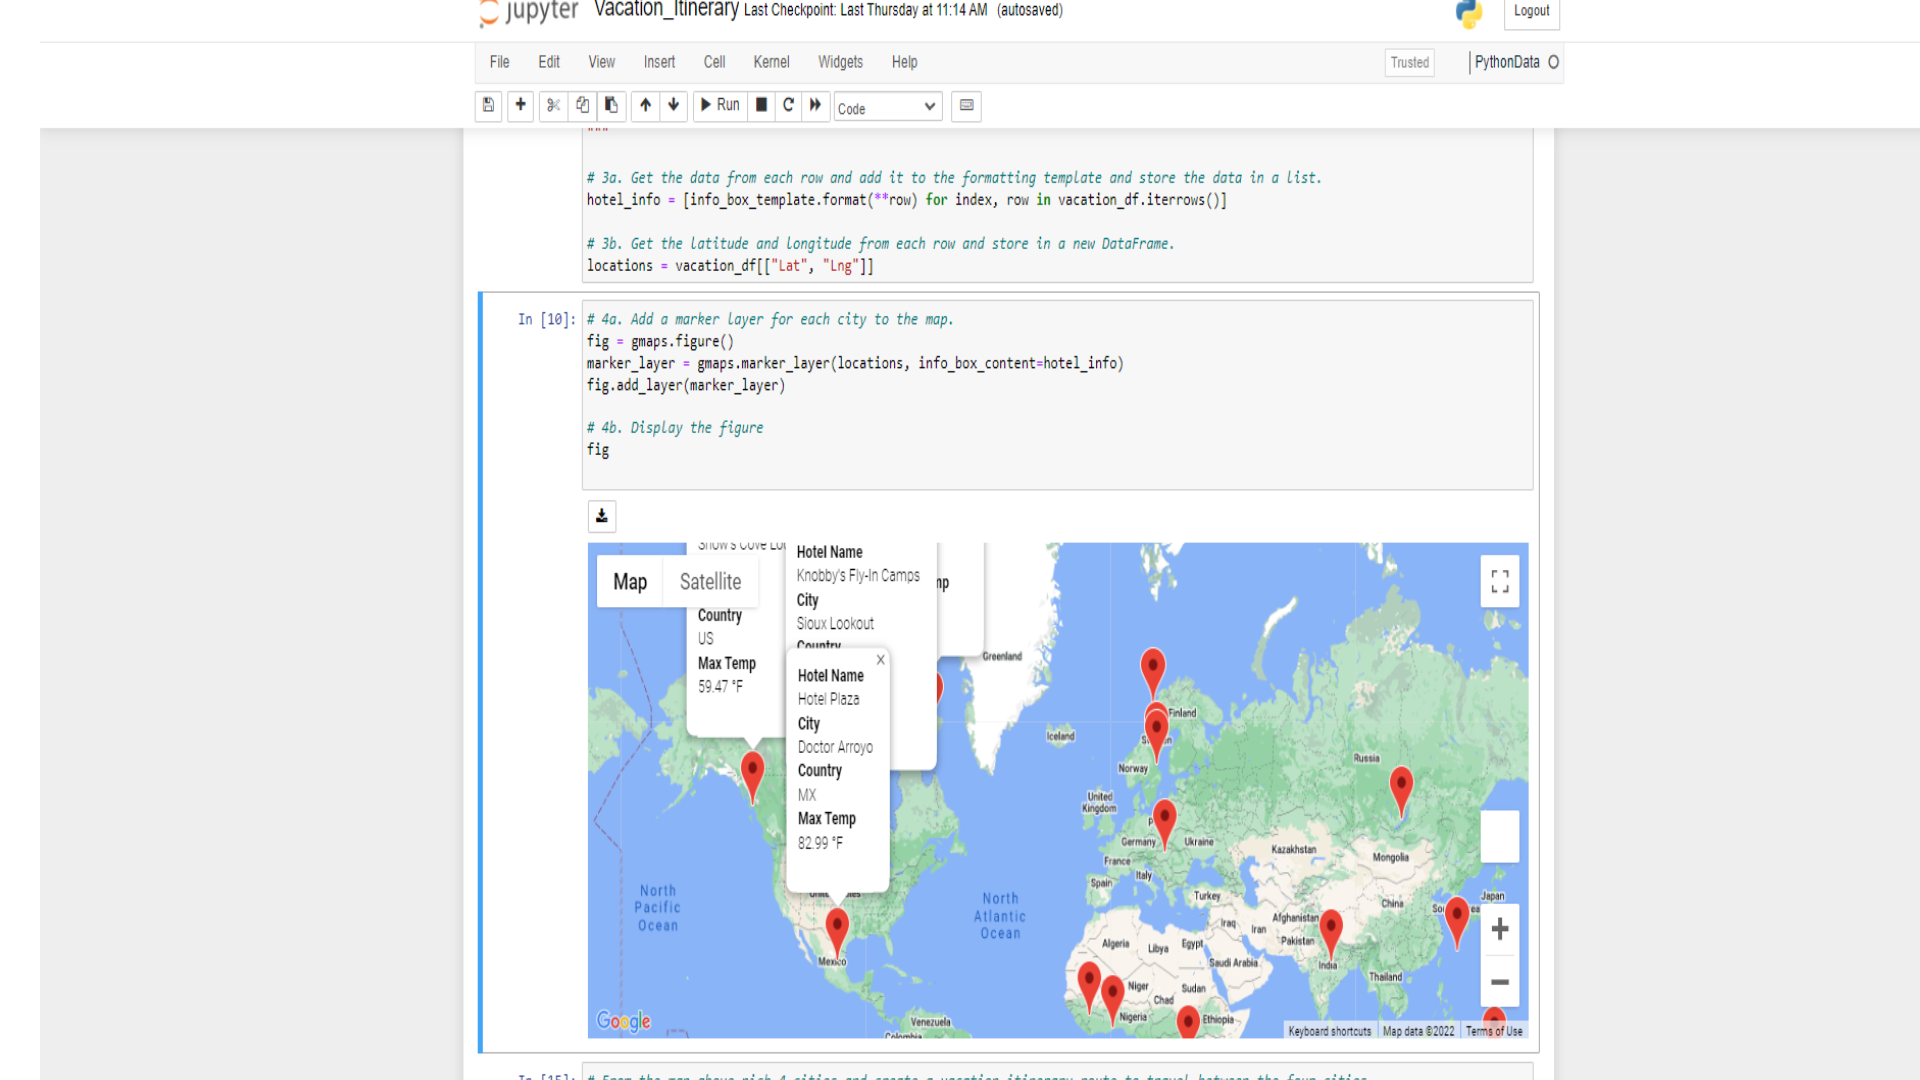 jupyter Vacation_Itinerary Last Checkpoint: Last Thursday at 11:14 AM (autosaved)
Logout
File Edit View Insert Cell Kernel Widgets Help
Trusted
PythonData
Run
Code
"""
# 3a. Get the data from each row and add it to the formatting template and store the data in a list.
hotel_info = [info_box_template.format(**row) for index, row in vacation_df.iterrows()]
# 3b. Get the latitude and longitude from each row and store in a new DataFrame.
locations = vacation_df[["Lat", "Lng"]]
In [10]:
# 4a. Add a marker layer for each city to the map.
fig = gmaps.figure()
marker_layer = gmaps.marker_layer(locations, info_box_content=hotel_info)
fig.add_layer(marker_layer)
# 4b. Display the figure
fig
Map Satellite
Country
US
Max Temp
59.47 °F
Hotel Name
Knobby's Fly-In Camps
City
Sioux Lookout
Country
Hotel Name
Hotel Plaza
City
Doctor Arroyo
Country
MX
Max Temp
82.99 °F
Greenland
Iceland
Finland
Norway
Russia
United
Kingdom
Germany
Ukraine
France
Kazakhstan
Mongolia
Italy
Spain
Turkey
Japan
China
Iraq
Iran
Afghanistan
Pakistan
Algeria
Libya
Egypt
Saudi Arabia
India
Thailand
Niger
Sudan
Chad
Nigeria
Ethiopia
North
Pacific
Ocean
North
Atlantic
Ocean
Mexico
Venezuela
Colombia
Google
Keyboard shortcuts
Map data ©2022
Terms of Use
In [15]:
# From the map above pick 4 cities and create a vacation itinerary route to travel between the four cities.